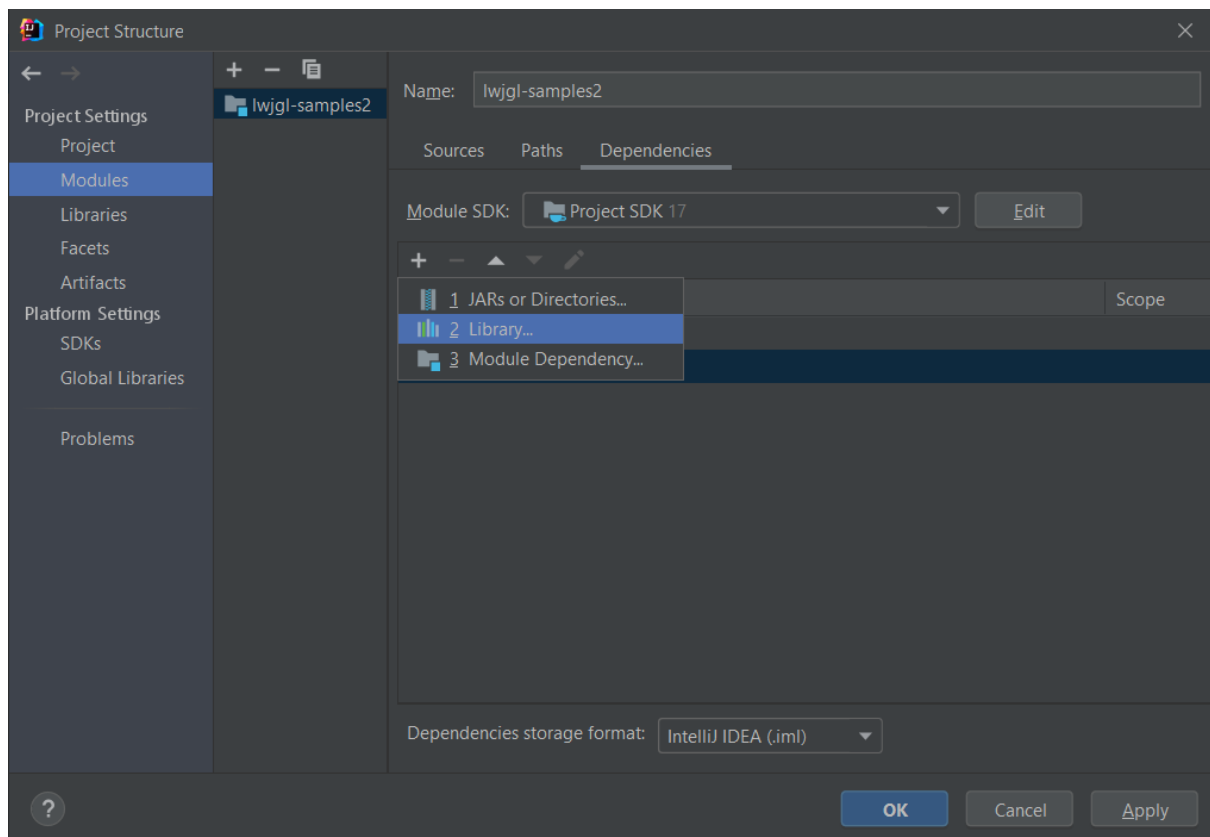 Project Structure
Project Settings
Project
Modules
Libraries
Facets
Artifacts
Platform Settings
SDKs
Global Libraries
Problems
lwjgl-samples2
Name: lwjgl-samples2
Sources Paths Dependencies
Module SDK: Project SDK 17 Edit
Scope
1 JARs or Directories...
2 Library...
3 Module Dependency...
Dependencies storage format: IntelliJ IDEA (.iml)
? OK Cancel Apply